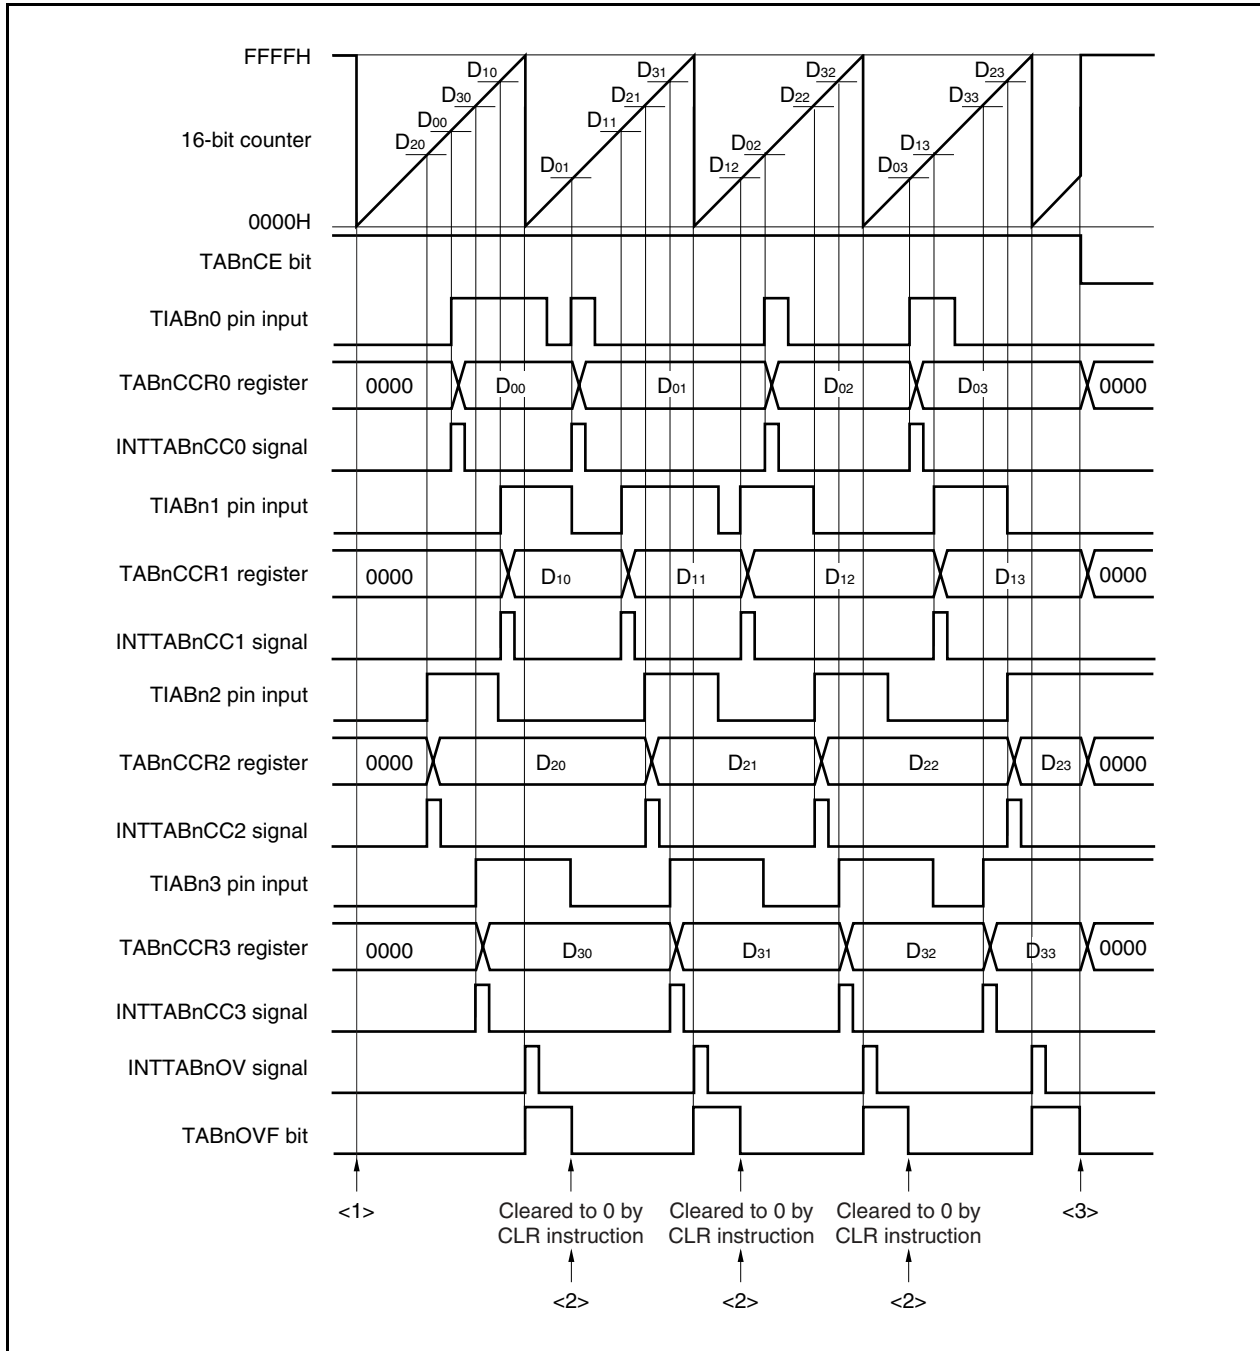 FFFFH
D10 D31 D32 D23
D30 D21 D22 D33
D00 D11
16-bit counter
D20 D02 D13
D01 D12 D03
0000H
TABnCE bit
TIABn0 pin input
TABnCCR0 register 0000 D00 D01 D02 D03 0000
INTTABnCC0 signal
TIABn1 pin input
TABnCCR1 register 0000 D10 D11 D12 D13 0000
INTTABnCC1 signal
TIABn2 pin input
TABnCCR2 register 0000 D20 D21 D22 D23 0000
INTTABnCC2 signal
TIABn3 pin input
TABnCCR3 register 0000 D30 D31 D32 D33 0000
INTTABnCC3 signal
INTTABnOV signal
TABnOVF bit
<1> Cleared to 0 by Cleared to 0 by Cleared to 0 by <3>
CLR instruction CLR instruction CLR instruction
<2> <2> <2>